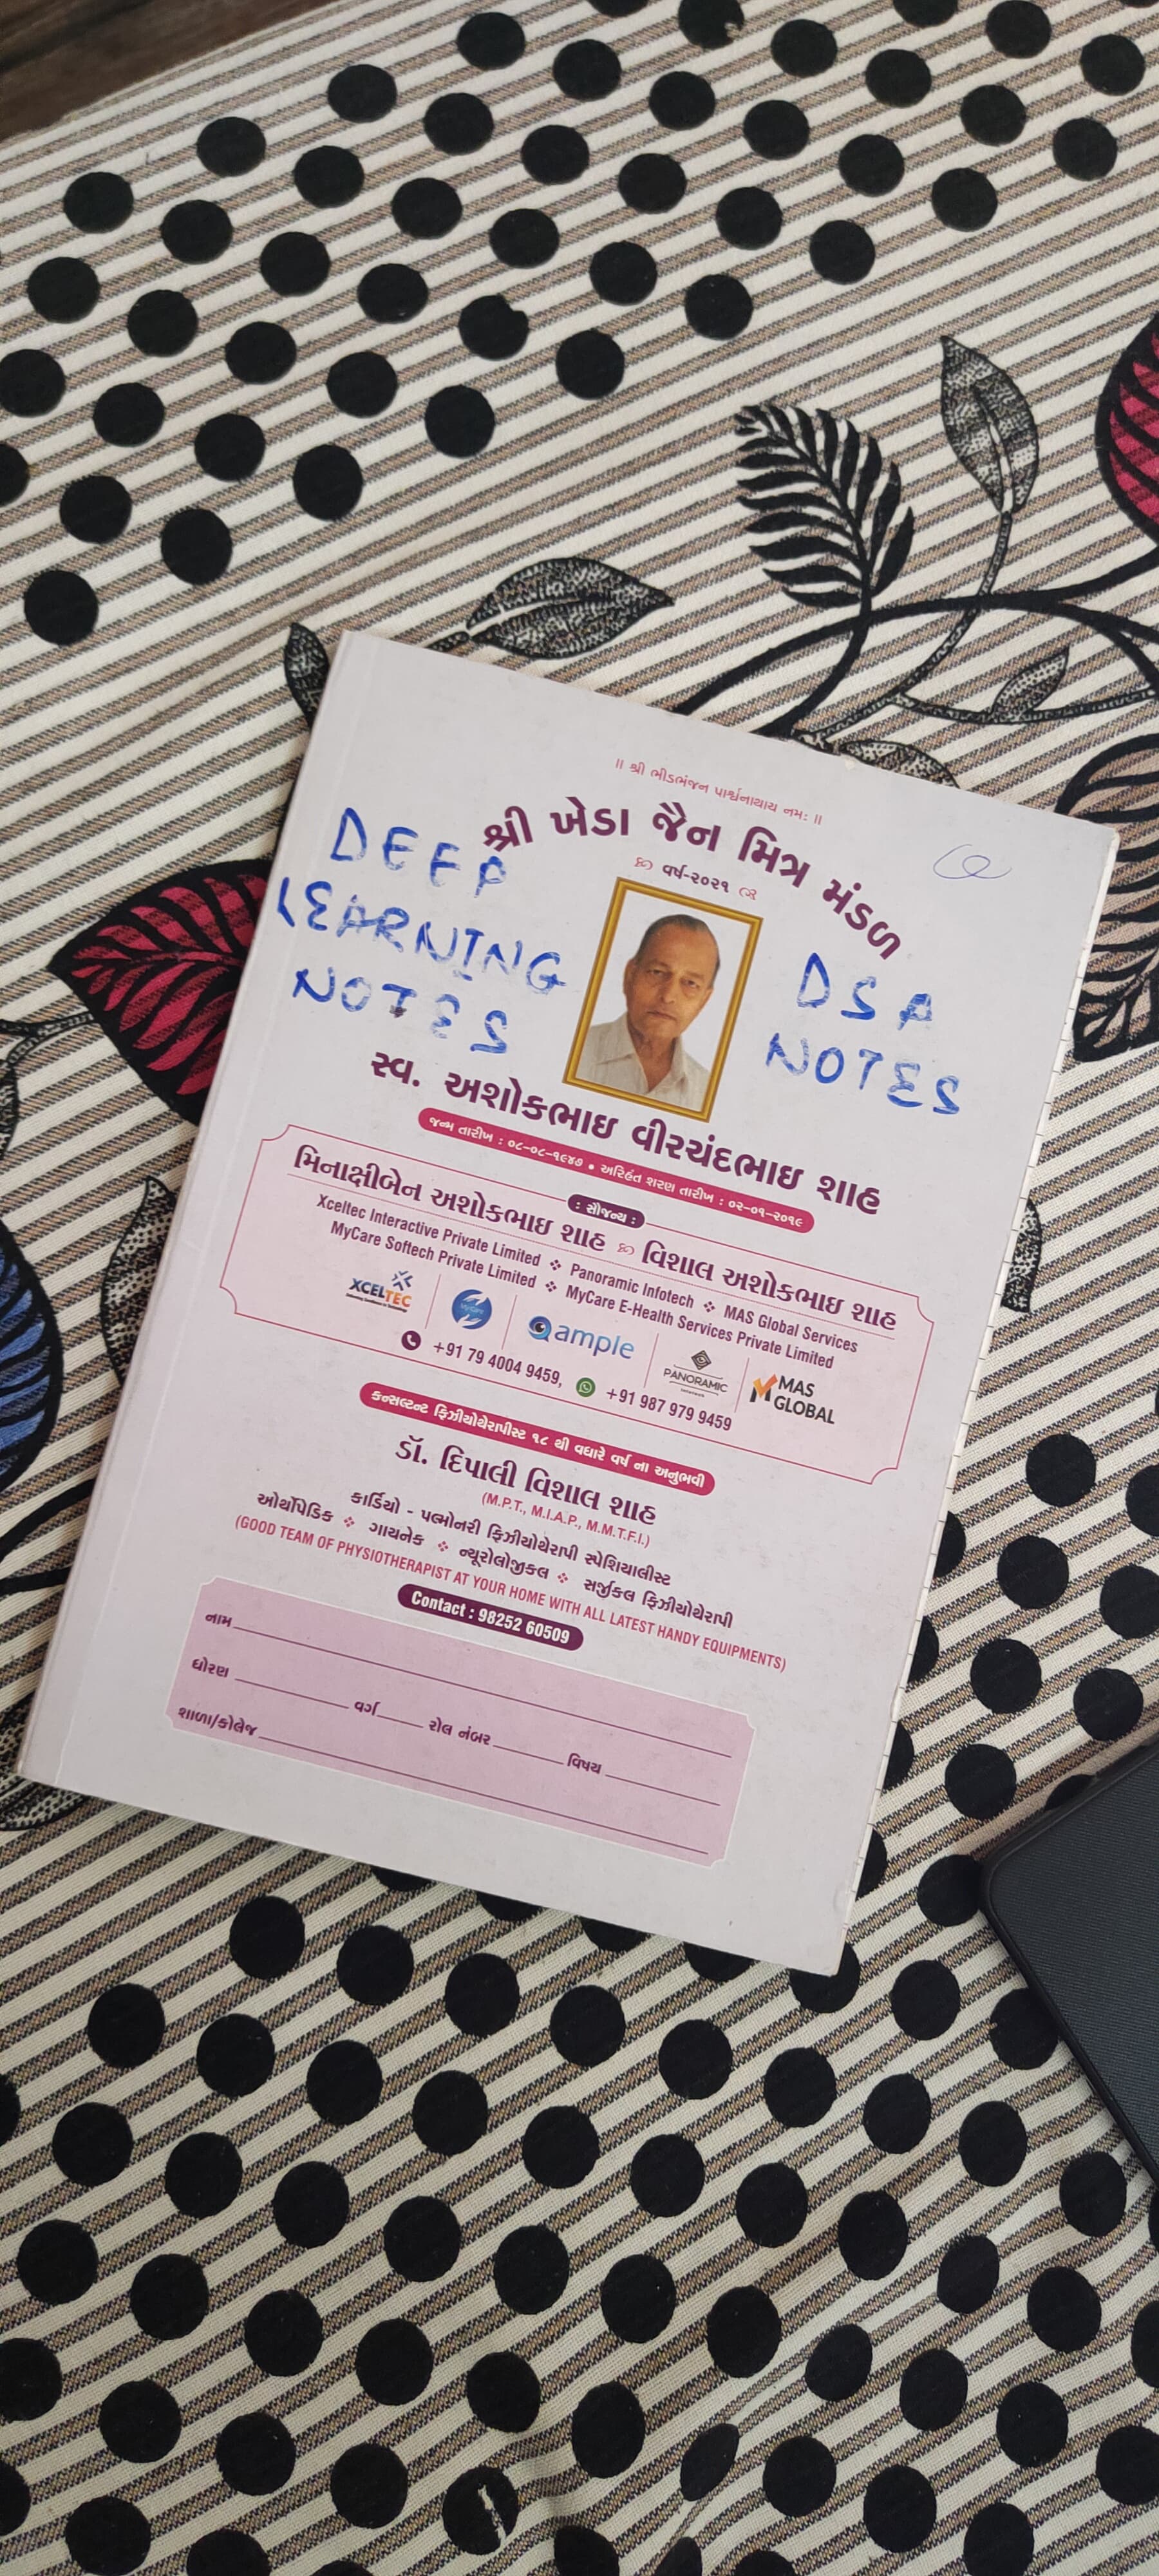 ॥ શ્રી ભીડભંજન પાર્શ્વનાથાય નમઃ ॥
શ્રી ખેડા જૈન મિત્ર મંડળ
વર્ષ-૨૦૨૧
DEEP
LEARNING
NOTES
DSA
NOTES
સ્વ. અશોકભાઇ વીરચંદભાઇ શાહ
જન્મ તારીખ : ૦૮-૦૮-૧૯૪૭ • અરિહંત શરણ તારીખ : ૦૨-૦૧-૨૦૧૯
: સૌજન્ય :
મિનાક્ષીબેન અશોકભાઇ શાહ વિશાલ અશોકભાઇ શાહ
Xceltec Interactive Private Limited ❖ Panoramic Infotech ❖ MAS Global Services
MyCare Softech Private Limited ❖ MyCare E-Health Services Private Limited
XCELTEC MyCare Qample PANORAMIC MAS GLOBAL
+91 79 4004 9459, +91 987 979 9459
કન્સલ્ટન્ટ ફિઝીયોથેરાપીસ્ટ ૧૮ થી વધારે વર્ષ ના અનુભવી
ડૉ. દિપાલી વિશાલ શાહ
(M.P.T., M.I.A.P., M.M.T.F.I.)
કાર્ડિયો - પલ્મોનરી ફિઝીયોથેરાપી સ્પેશિયાલીસ્ટ
ઓર્થોપેડિક ❖ ગાયનેક ❖ ન્યૂરોલોજીકલ ❖ સર્જીકલ ફિઝીયોથેરાપી
(GOOD TEAM OF PHYSIOTHERAPIST AT YOUR HOME WITH ALL LATEST HANDY EQUIPMENTS)
Contact : 98252 60509
નામ
ધોરણ વર્ગ રોલ નંબર વિષય
શાળા/કોલેજ